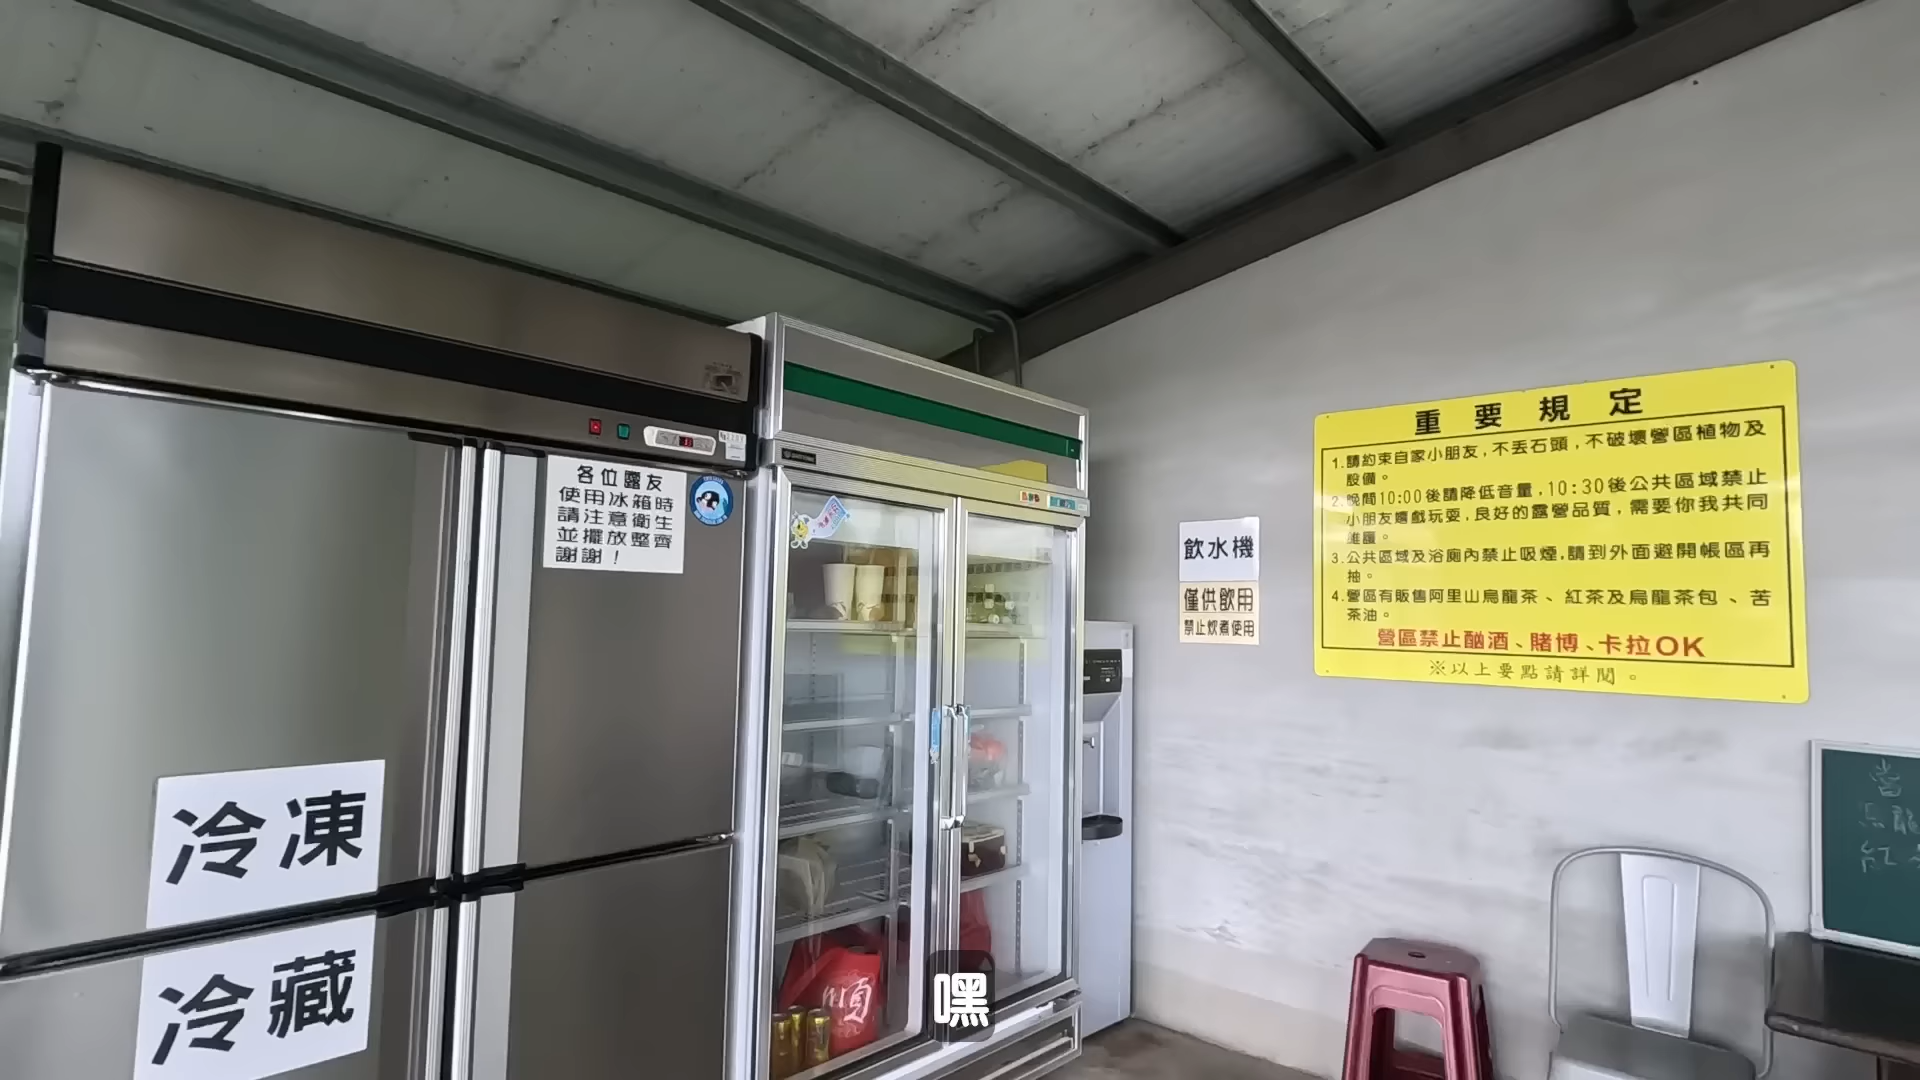 各位露友
使用冰箱時
請注意衛生
並擺放整齊
謝謝！
冷凍
冷藏
飲水機
僅供飲用
禁止炊煮使用
重要規定
1.請約束自家小朋友,不丟石頭,不破壞營區植物及
設備。
2.晚間10:00後請降低音量,10:30後公共區域禁止
小朋友嬉戲玩耍,良好的露營品質,需要你我共同
維護。
3.公共區域及浴廁內禁止吸煙,請到外面避開帳區再
抽。
4.營區有販售阿里山烏龍茶、紅茶及烏龍茶包、苦
茶油。
營區禁止酗酒、賭博、卡拉OK
※以上要點請詳閱。
當
烏龍
紅
順
嘿